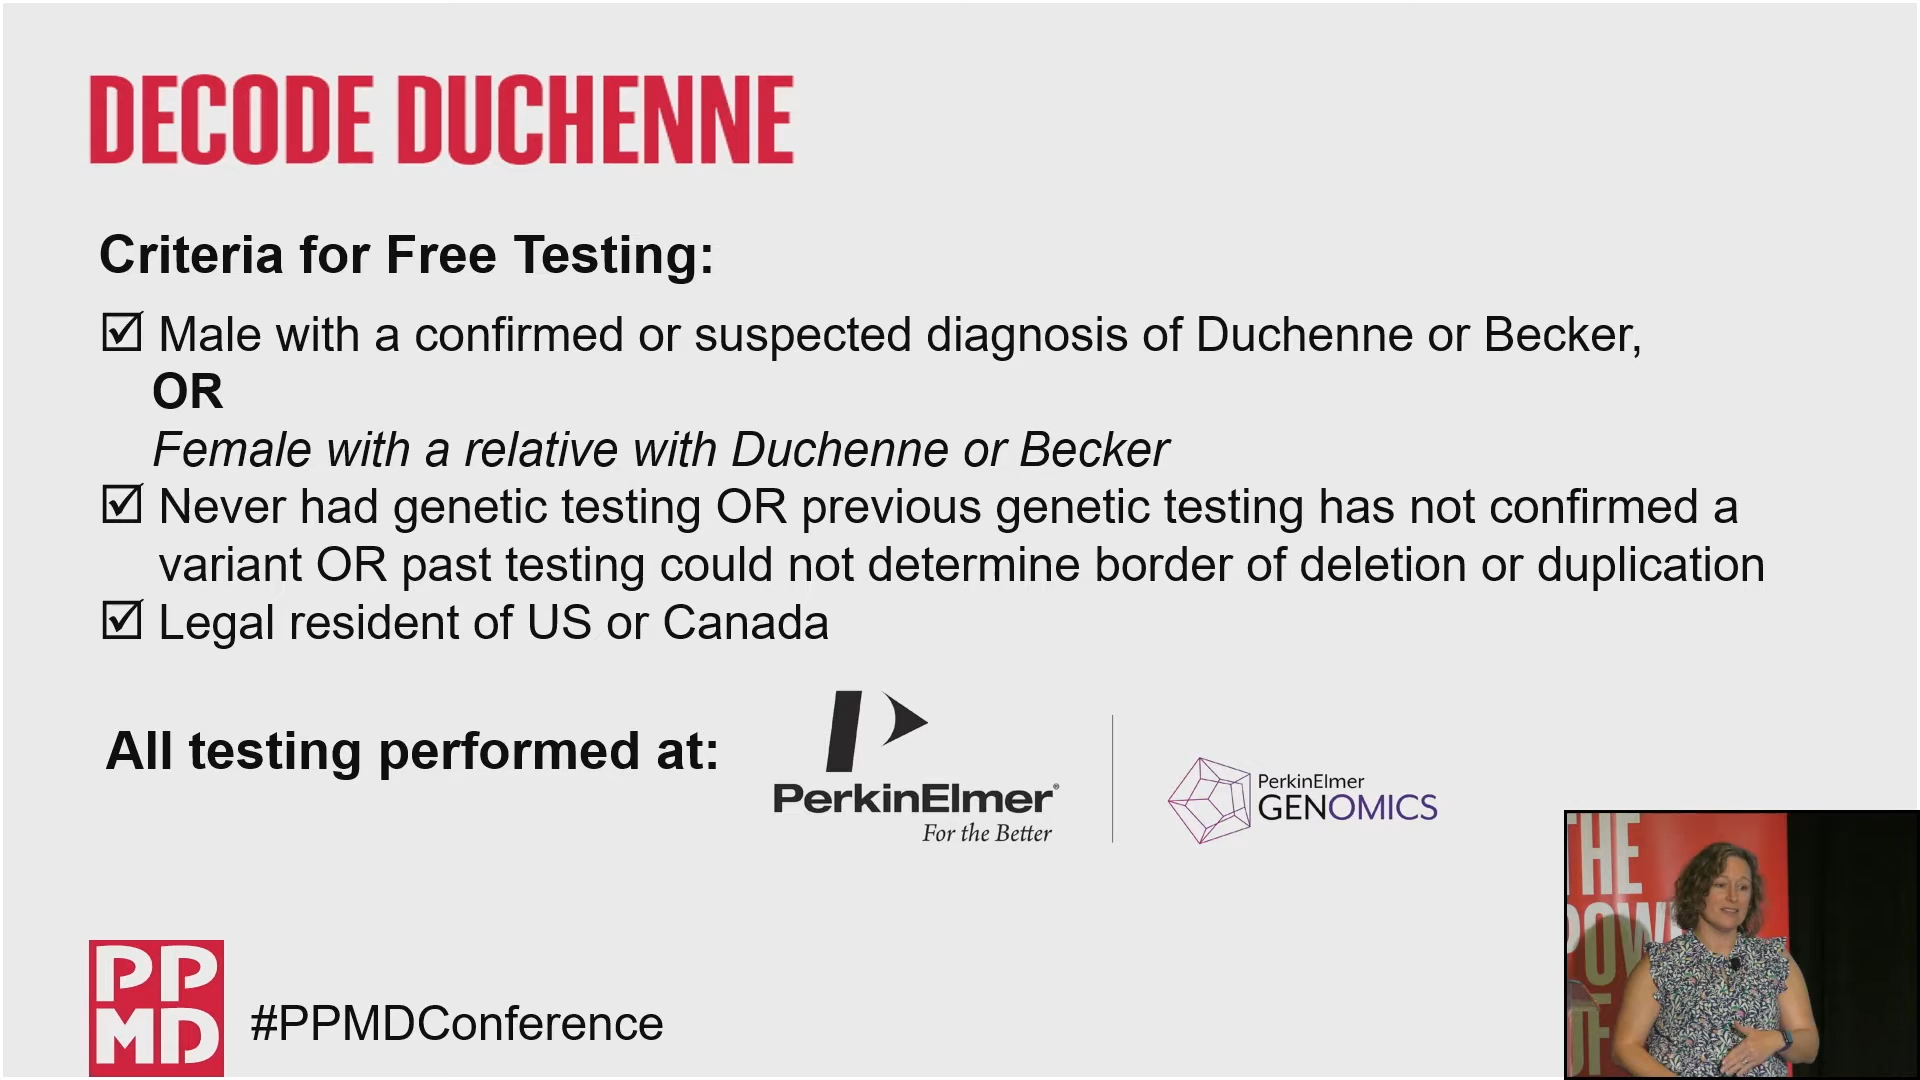 DECODE DUCHENNE
Criteria for Free Testing:
☑ Male with a confirmed or suspected diagnosis of Duchenne or Becker,
OR
Female with a relative with Duchenne or Becker
☑ Never had genetic testing OR previous genetic testing has not confirmed a
variant OR past testing could not determine border of deletion or duplication
☑ Legal resident of US or Canada
All testing performed at:
PerkinElmer®
For the Better
PerkinElmer
GENOMICS
THE
OF
PP
MD
#PPMDConference